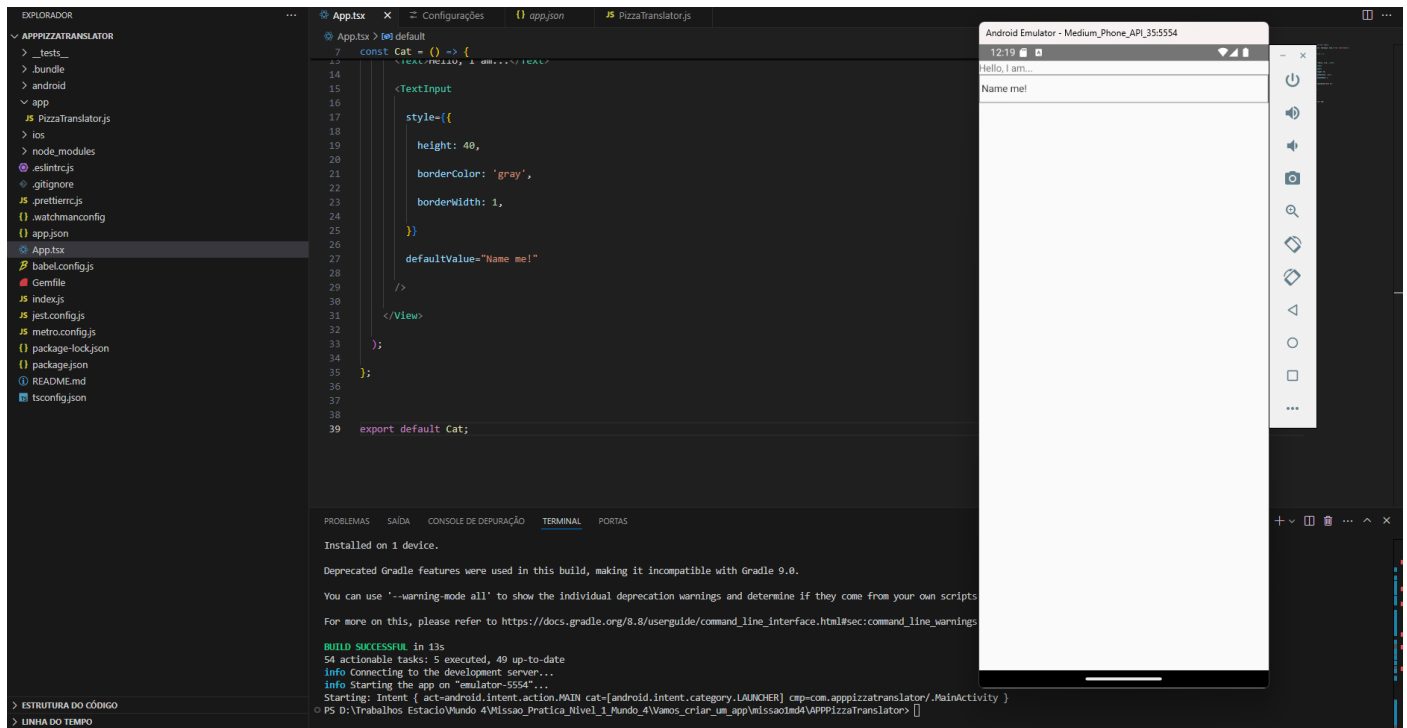 EXPLORADOR
APPPIZZATRANSLATOR
__tests__
.bundle
android
app
JS PizzaTranslator.js
ios
node_modules
.eslintrc.js
.gitignore
JS .prettierrc.js
{} .watchmanconfig
{} app.json
App.tsx
babel.config.js
Gemfile
JS index.js
JS jest.config.js
JS metro.config.js
{} package-lock.json
{} package.json
README.md
tsconfig.json
ESTRUTURA DO CÓDIGO
LINHA DO TEMPO
App.tsx Configurações {} app.json JS PizzaTranslator.js
App.tsx > default
7 const Cat = () => {
13 <Text>Hello, I am...</Text>
14
15 <TextInput
16
17 style={{
18
19 height: 40,
20
21 borderColor: 'gray',
22
23 borderWidth: 1,
24
25 }}
26
27 defaultValue="Name me!"
28
29 />
30
31 </View>
32
33 );
34
35 };
36
37
38
39 export default Cat;
PROBLEMAS SAÍDA CONSOLE DE DEPURAÇÃO TERMINAL PORTAS
Installed on 1 device.
Deprecated Gradle features were used in this build, making it incompatible with Gradle 9.0.
You can use '--warning-mode all' to show the individual deprecation warnings and determine if they come from your own scripts
For more on this, please refer to https://docs.gradle.org/8.8/userguide/command_line_interface.html#sec:command_line_warnings
BUILD SUCCESSFUL in 13s
54 actionable tasks: 5 executed, 49 up-to-date
info Connecting to the development server...
info Starting the app on "emulator-5554"...
Starting: Intent { act=android.intent.action.MAIN cat=[android.intent.category.LAUNCHER] cmp=com.apppizzatranslator/.MainActivity }
PS D:\Trabalhos Estacio\Mundo 4\Missao_Pratica_Nivel_1_Mundo_4\Vamos_criar_um_app\missao1md4\APPPizzaTranslator>
Android Emulator - Medium_Phone_API_35:5554
12:19
Hello, I am...
Name me!